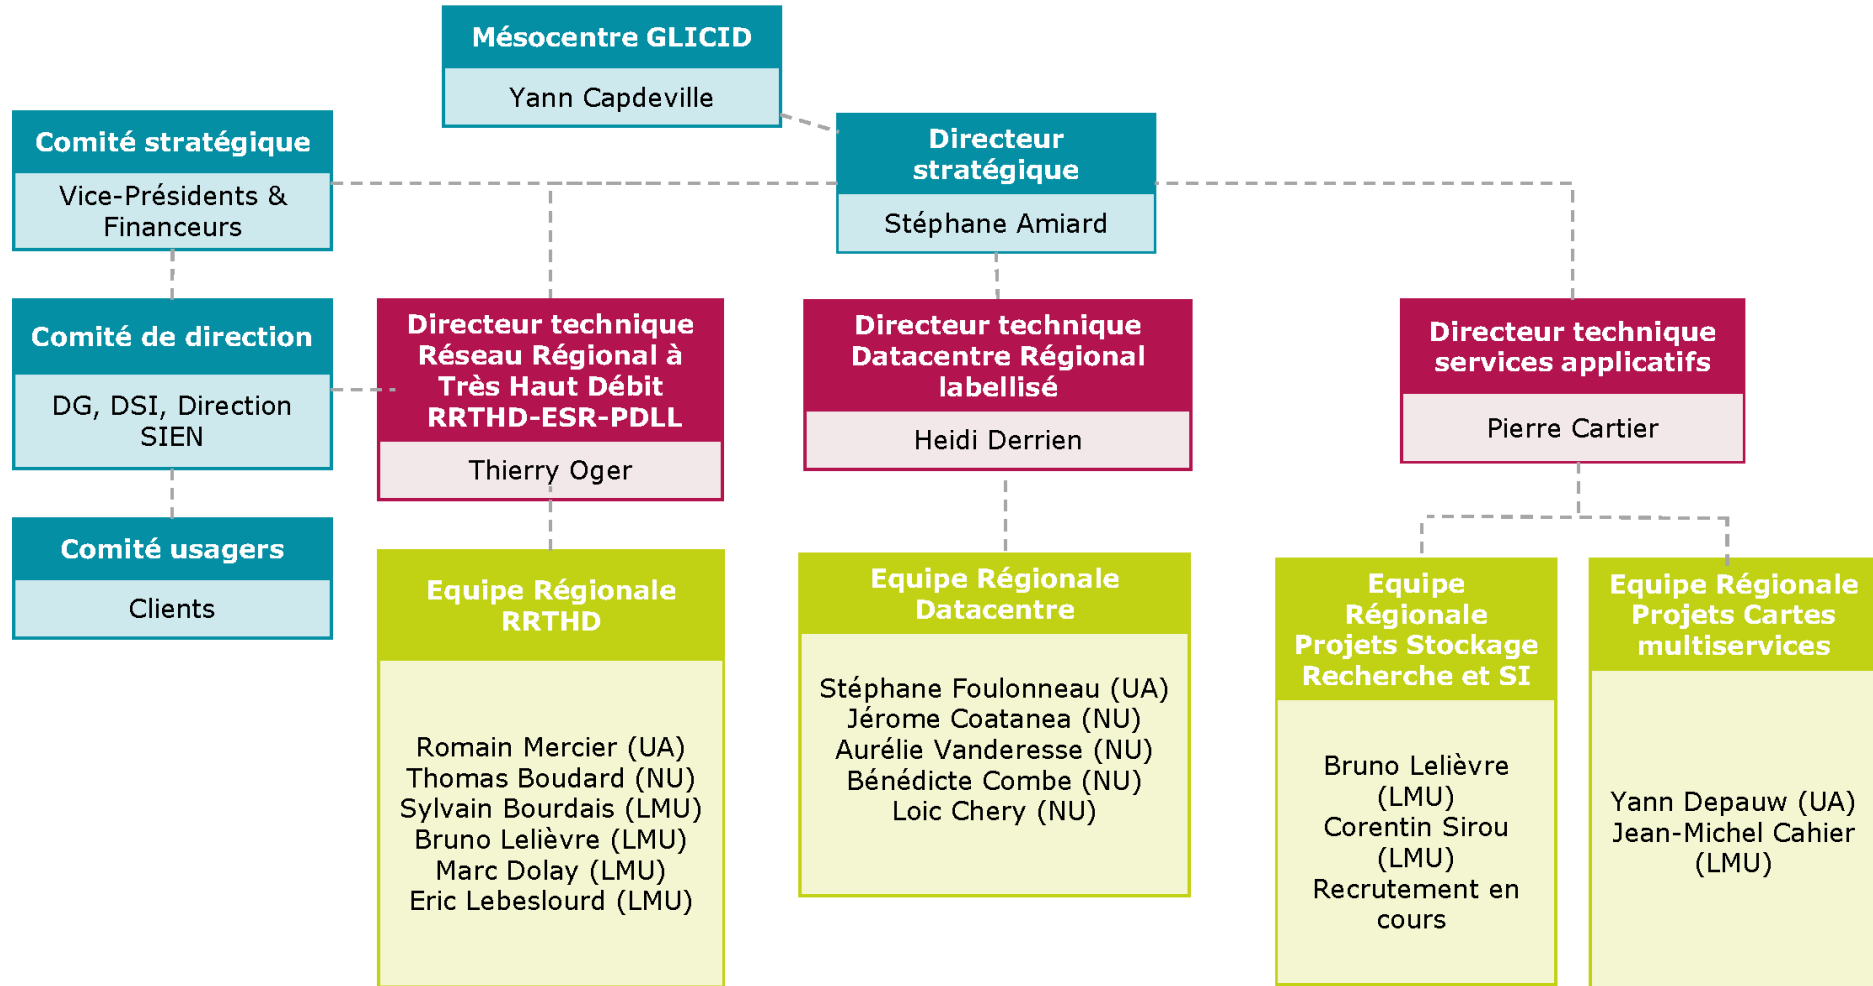 Mésocentre GLICID
Yann Capdeville
Comité stratégique
Vice-Présidents &
Financeurs
Directeur
stratégique
Stéphane Amiard
Comité de direction
DG, DSI, Direction
SIEN
Comité usagers
Clients
Directeur technique
Réseau Régional à
Très Haut Débit
RRTHD-ESR-PDLL
Thierry Oger
Directeur technique
Datacentre Régional
labellisé
Heidi Derrien
Directeur technique
services applicatifs
Pierre Cartier
Equipe Régionale
RRTHD
Romain Mercier (UA)
Thomas Boudard (NU)
Sylvain Bourdais (LMU)
Bruno Lelièvre (LMU)
Marc Dolay (LMU)
Eric Lebeslourd (LMU)
Equipe Régionale
Datacentre
Stéphane Foulonneau (UA)
Jérome Coatanea (NU)
Aurélie Vanderesse (NU)
Bénédicte Combe (NU)
Loic Chery (NU)
Equipe
Régionale
Projets Stockage
Recherche et SI
Bruno Lelièvre
(LMU)
Corentin Sirou
(LMU)
Recrutement en
cours
Equipe Régionale
Projets Cartes
multiservices
Yann Depauw (UA)
Jean-Michel Cahier
(LMU)